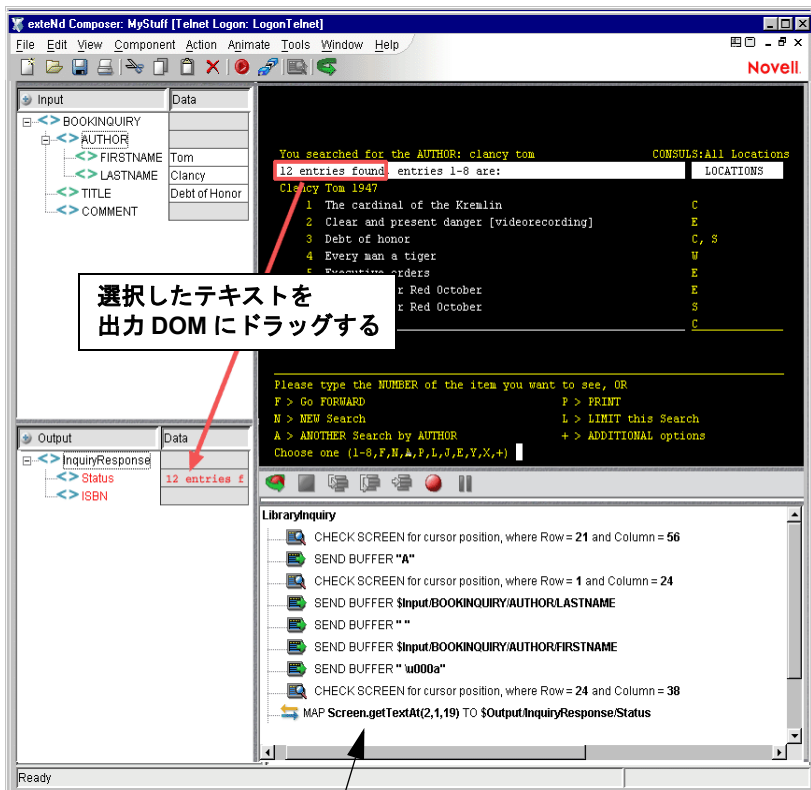 exteNd Composer: MyStuff [Telnet Logon: LogonTelnet]
File Edit View Component Action Animate Tools Window Help
Novell.
Input Data
BOOKINQUIRY
AUTHOR
FIRSTNAME Tom
LASTNAME Clancy
TITLE Debt of Honor
COMMENT
You searched for the AUTHOR: clancy tom CONSULS:All Locations
12 entries found, entries 1-8 are: LOCATIONS
Clancy Tom 1947
1 The cardinal of the Kremlin C
2 Clear and present danger [videorecording] E
3 Debt of honor C, S
4 Every man a tiger W
5 Executive orders E
r Red October E
r Red October S
C
選択したテキストを
出力 DOM にドラッグする
Please type the NUMBER of the item you want to see, OR
F > Go FORWARD P > PRINT
N > NEW Search L > LIMIT this Search
A > ANOTHER Search by AUTHOR + > ADDITIONAL options
Choose one (1-8,F,N,A,P,L,J,E,Y,X,+)
Output Data
InquiryResponse
Status 12 entries f
ISBN
LibraryInquiry
CHECK SCREEN for cursor position, where Row = 21 and Column = 56
SEND BUFFER "A"
CHECK SCREEN for cursor position, where Row = 1 and Column = 24
SEND BUFFER $Input/BOOKINQUIRY/AUTHOR/LASTNAME
SEND BUFFER " "
SEND BUFFER $Input/BOOKINQUIRY/AUTHOR/FIRSTNAME
SEND BUFFER " \u000a"
CHECK SCREEN for cursor position, where Row = 24 and Column = 38
MAP Screen.getTextAt(2,1,19) TO $Output/InquiryResponse/Status
Ready